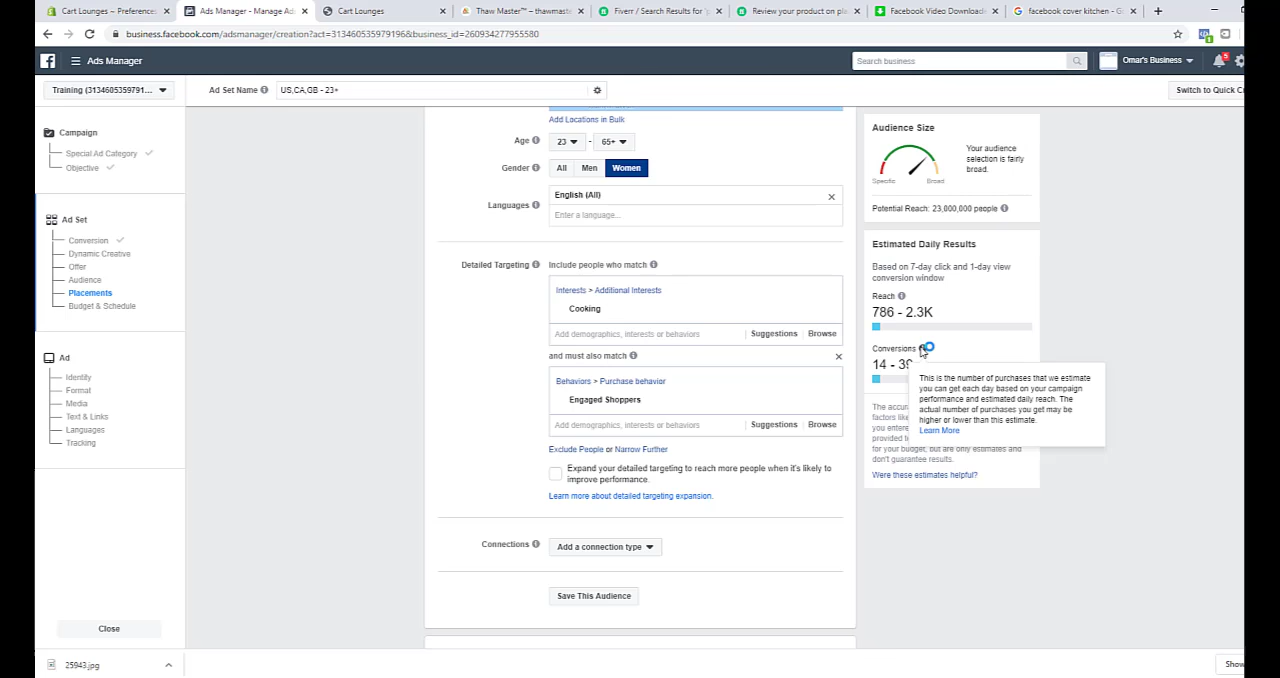 Cart Lounges ~ Preferences
Ads Manager - Manage Ads
Cart Lounges
Thaw Master™ – thawmaste
Fiverr / Search Results for 'p
Review your product on pla
Facebook Video Downloade
facebook cover kitchen - G
business.facebook.com/adsmanager/creation?act=313460535979196&business_id=260934277955580
Ads Manager
Search business
Omar's Business
Training (3134605359791...
Ad Set Name
US,CA,GB - 23+
Switch to Quick Cr
Campaign
Special Ad Category
Objective
Ad Set
Conversion
Dynamic Creative
Offer
Audience
Placements
Budget & Schedule
Ad
Identity
Format
Media
Text & Links
Languages
Tracking
Close
Add Locations in Bulk
Age
23 - 65+
Gender
All Men Women
Languages
English (All)
Enter a language...
Detailed Targeting
Include people who match
Interests > Additional Interests
Cooking
Add demographics, interests or behaviors Suggestions Browse
and must also match
Behaviors > Purchase behavior
Engaged Shoppers
Add demographics, interests or behaviors Suggestions Browse
Exclude People or Narrow Further
Expand your detailed targeting to reach more people when it's likely to
improve performance.
Learn more about detailed targeting expansion.
Connections
Add a connection type
Save This Audience
Audience Size
Your audience
selection is fairly
broad.
Specific
Broad
Potential Reach: 23,000,000 people
Estimated Daily Results
Based on 7-day click and 1-day view
conversion window
Reach
786 - 2.3K
Conversions
14 - 39
This is the number of purchases that we estimate
you can get each day based on your campaign
performance and estimated daily reach. The
actual number of purchases you get may be
higher or lower than this estimate.
Learn More
The accur
factors like
you entere
provided to
for your budget, but are only estimates and
don't guarantee results.
Were these estimates helpful?
25943.jpg
Show